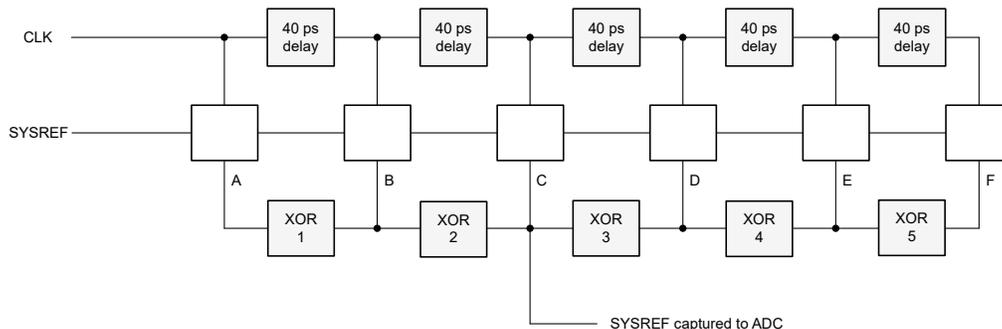 CLK
40 ps
delay
40 ps
delay
40 ps
delay
40 ps
delay
40 ps
delay
SYSREF
A
B
C
D
E
F
XOR
1
XOR
2
XOR
3
XOR
4
XOR
5
SYSREF captured to ADC